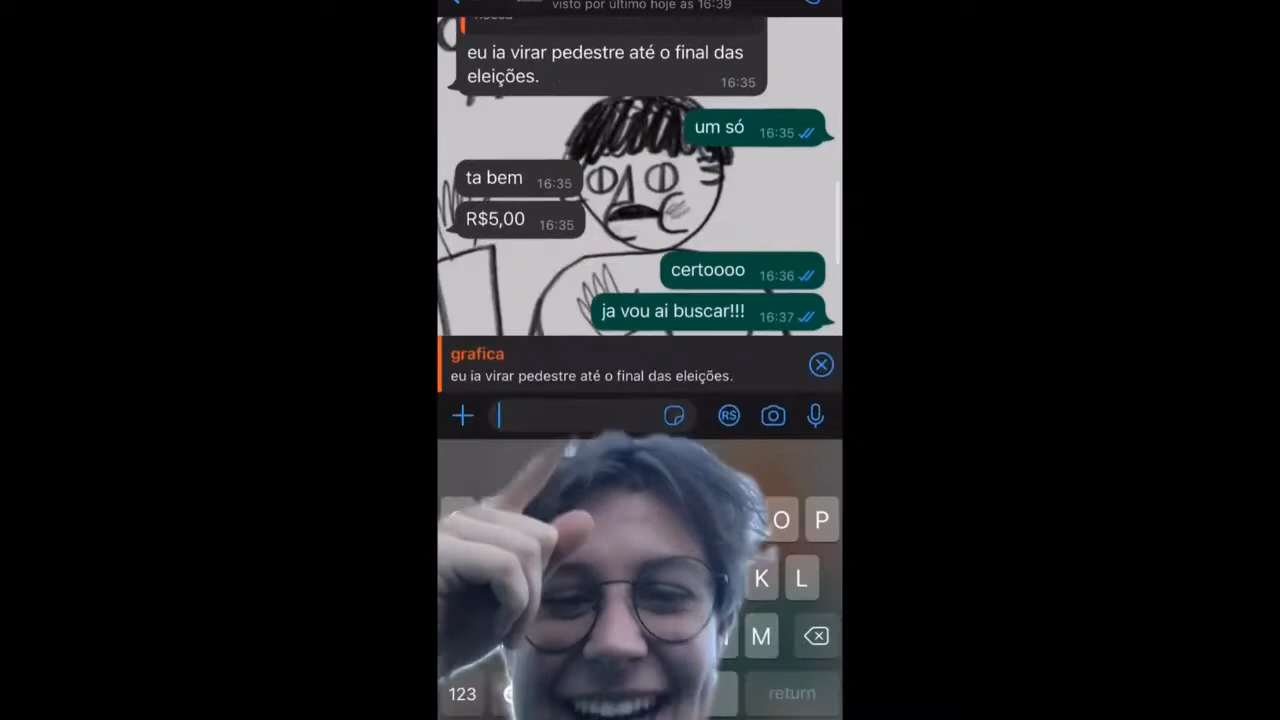 visto por último hoje às 16:39
eu ia virar pedestre até o final das
eleições.
16:35
um só 16:35
ta bem 16:35
R$5,00 16:35
certoooo 16:36
ja vou ai buscar!!! 16:37
grafica
eu ia virar pedestre até o final das eleições.
R$
O P
K L
M
123 return